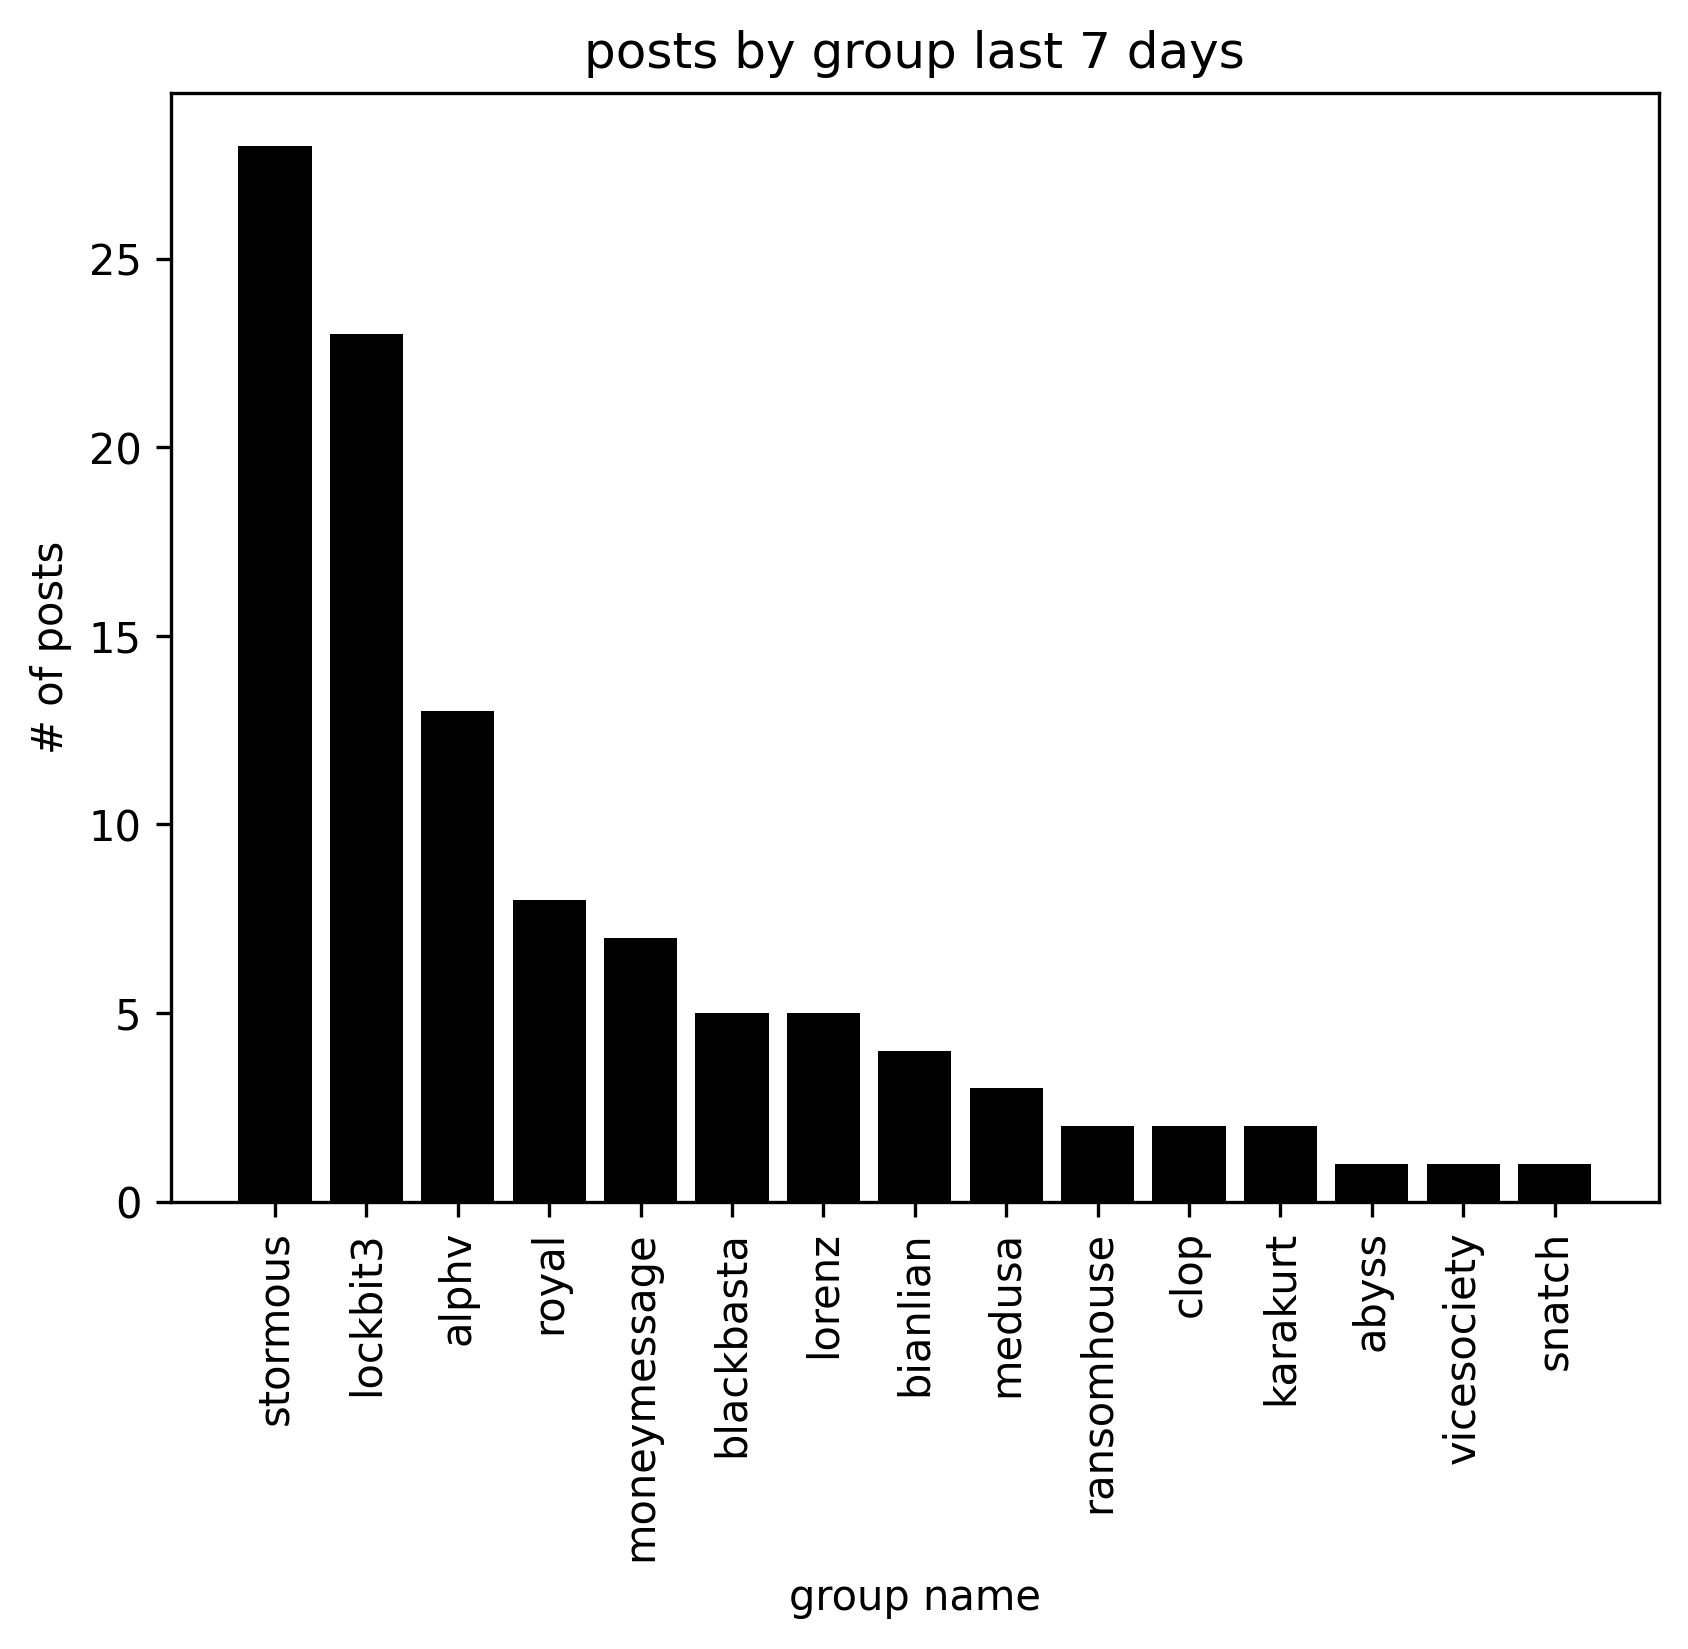 posts by group last 7 days
# of posts
25
20
15
10
5
0
stormous
lockbit3
alphv
royal
moneymessage
blackbasta
lorenz
bianlian
medusa
ransomhouse
clop
karakurt
abyss
vicesociety
snatch
group name